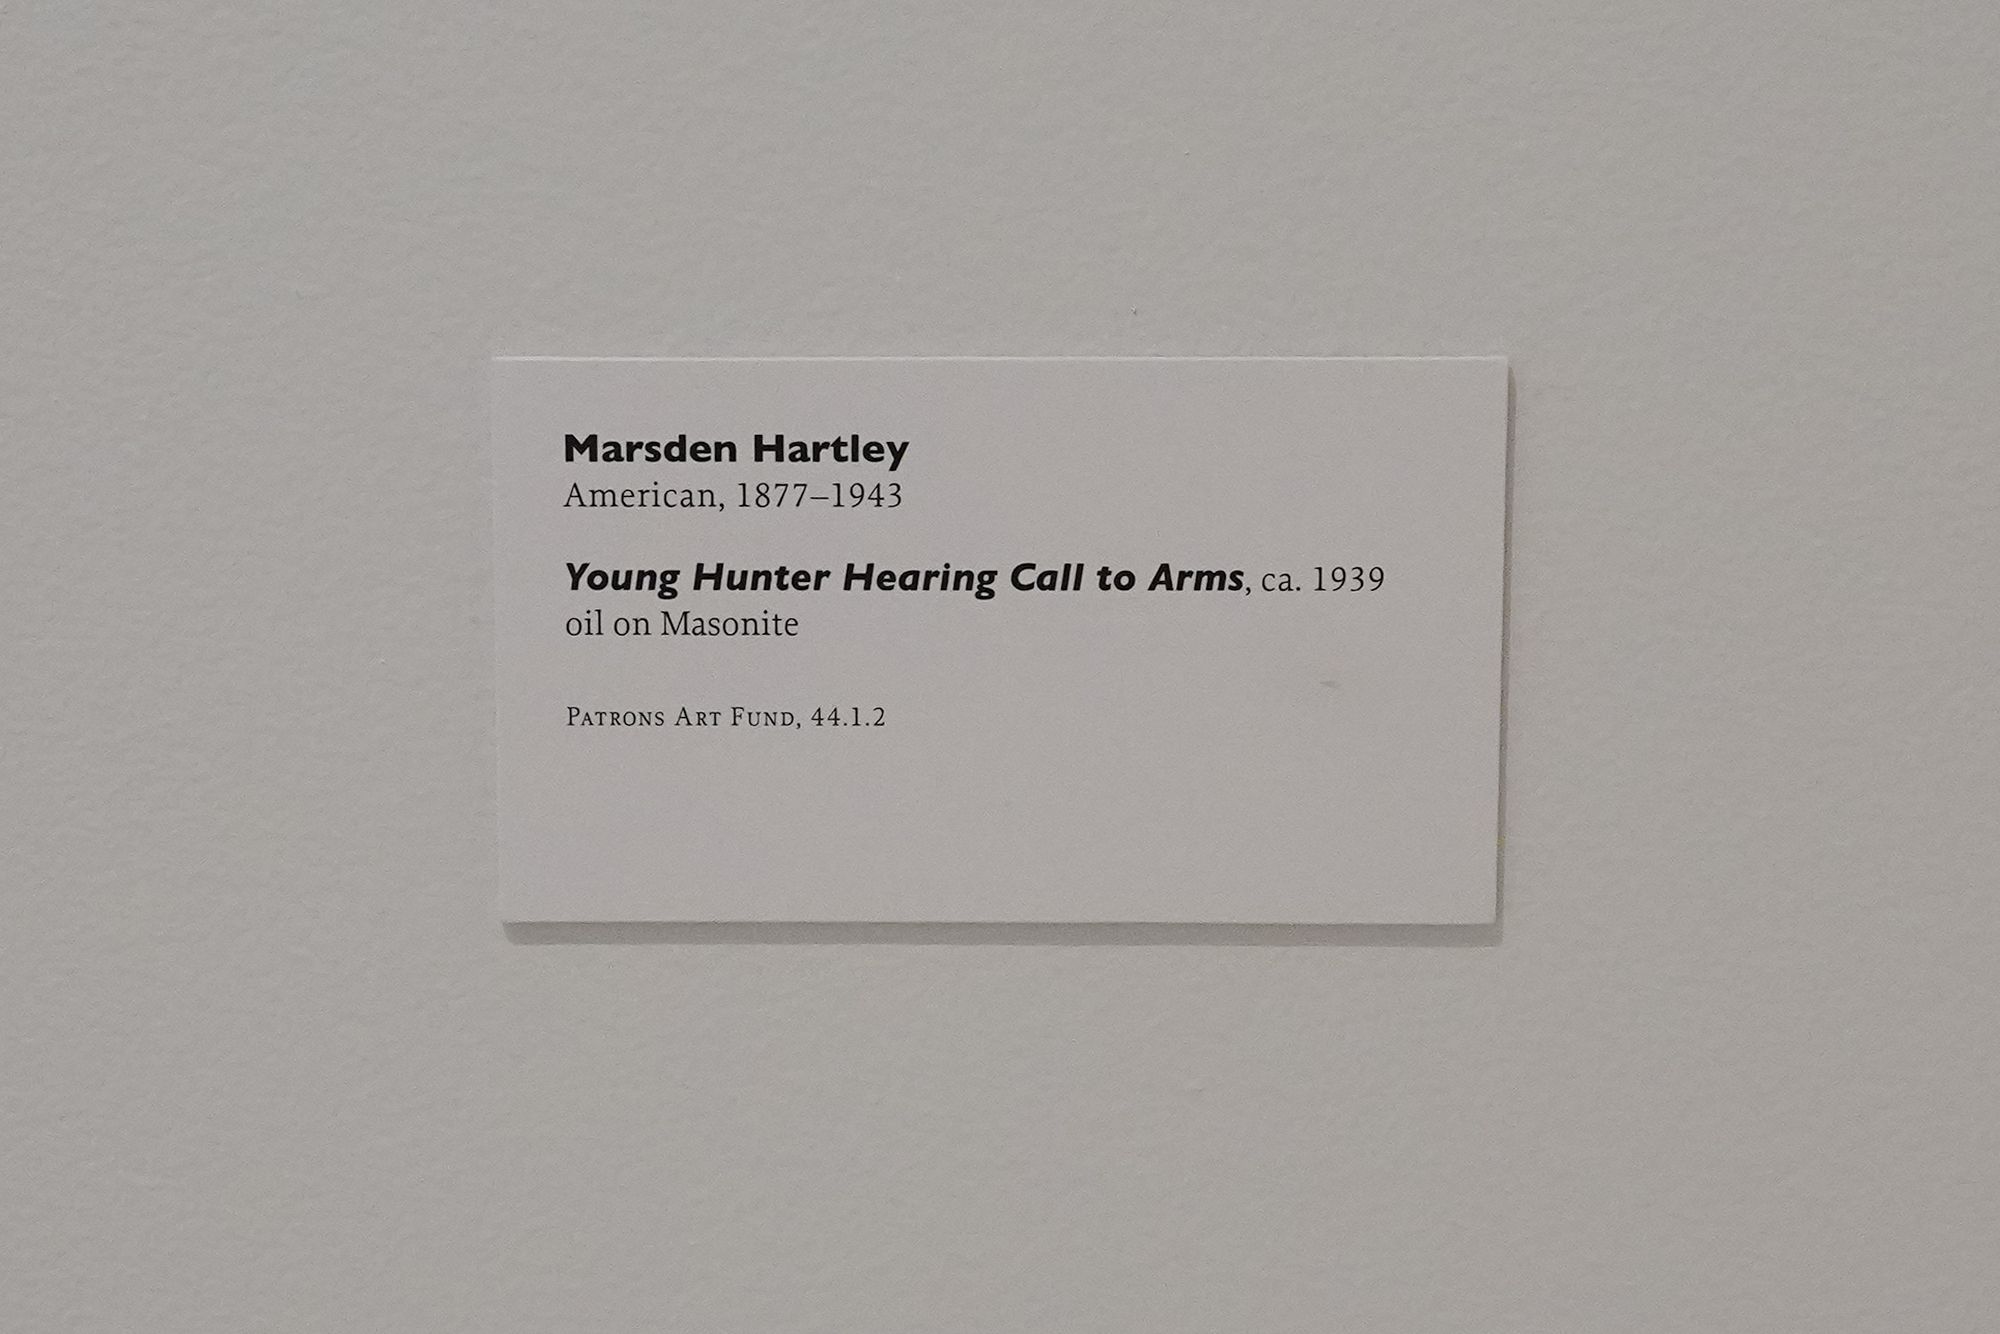 Marsden Hartley
American, 1877–1943
Young Hunter Hearing Call to Arms, ca. 1939
oil on Masonite
Patrons Art Fund, 44.1.2